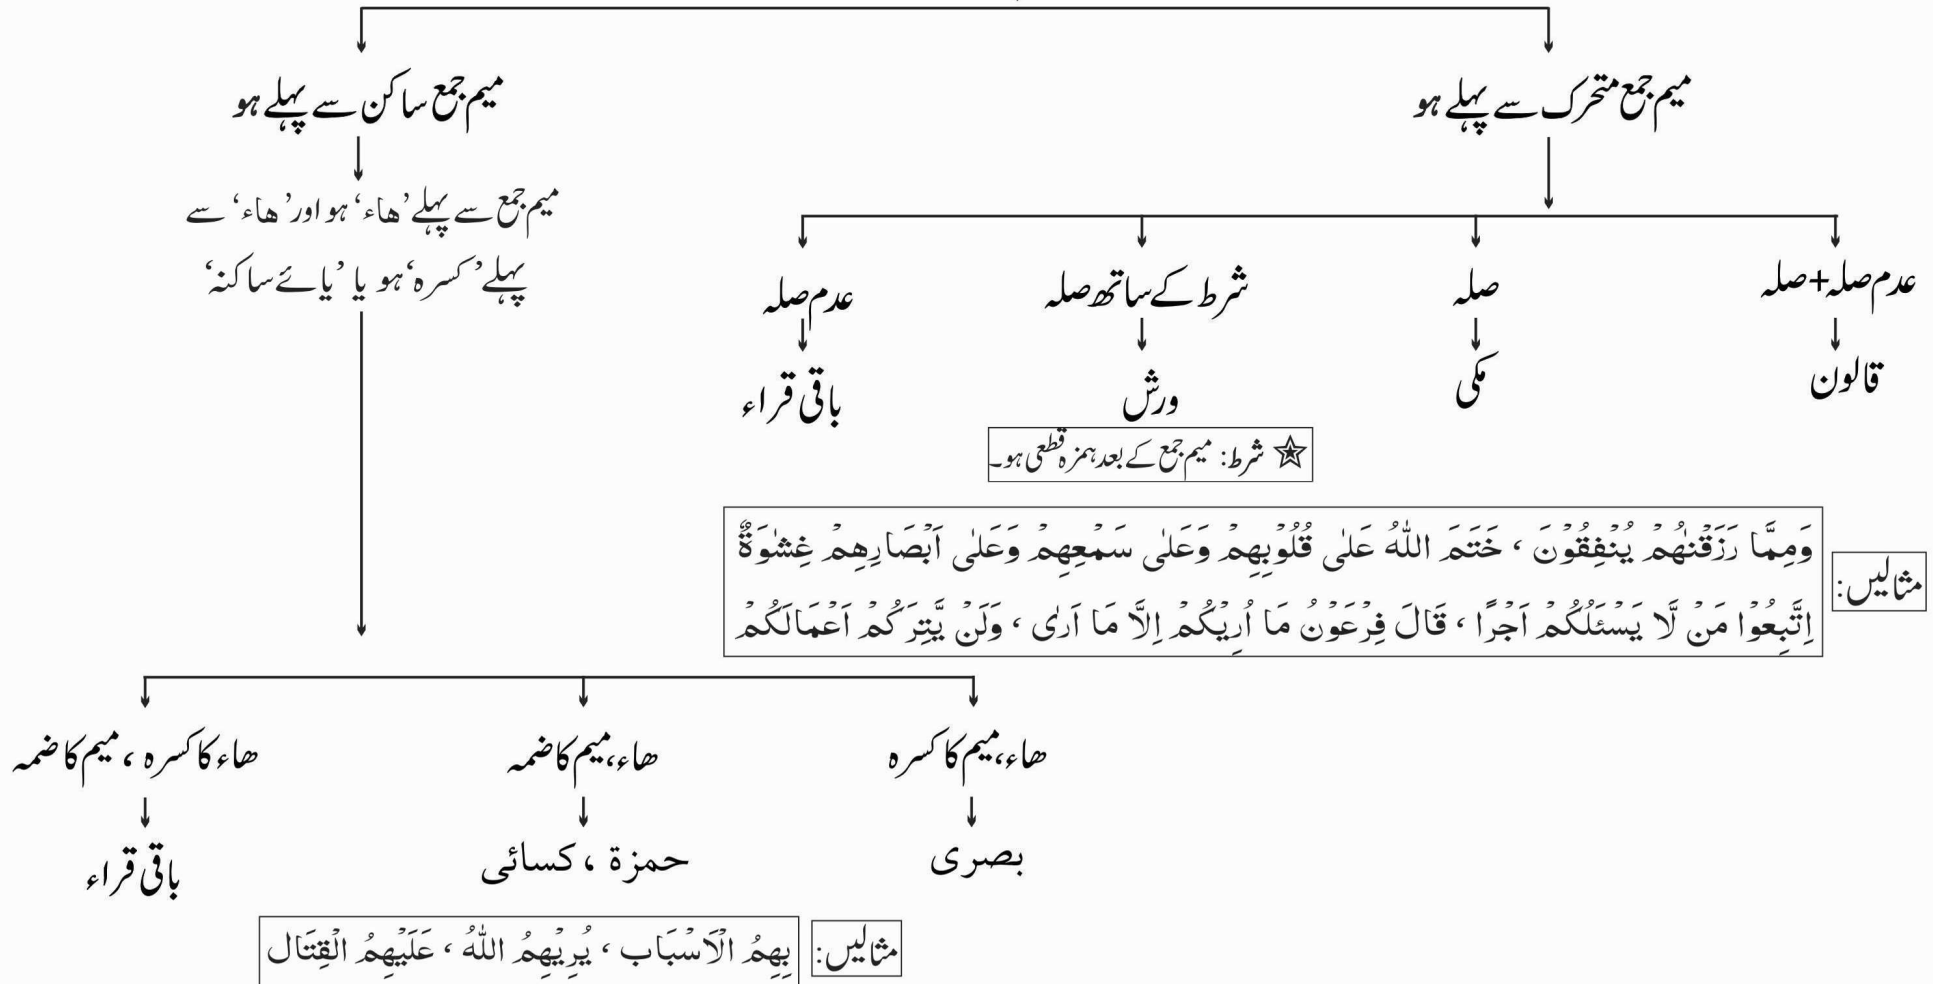 میم جمع متحرک سے پہلے ہو
میم جمع ساکن سے پہلے ہو
میم جمع سے پہلے ’ھاء‘ ہو اور ’ھاء‘ سے
پہلے ’کسرہ‘ ہو یا ’یائے ساکنہ‘
عدم صلہ+صلہ
صلہ
شرط کے ساتھ صلہ
عدم صلہ
قالون
مکی
ورش
باقی قراء
شرط: میم جمع کے بعد ہمزہ قطعی ہو۔
مثالیں:
وَمِمَّا رَزَقْنٰهُمْ يُنْفِقُوْنَ ، خَتَمَ اللّٰهُ عَلٰى قُلُوْبِهِمْ وَعَلٰى سَمْعِهِمْ وَعَلٰى اَبْصَارِهِمْ غِشٰوَةٌ
اِتَّبِعُوْا مَنْ لَّا يَسْئَلُكُمْ اَجْرًا ، قَالَ فِرْعَوْنُ مَا اُرِيْكُمْ اِلَّا مَا اَرٰى ، وَلَنْ يَّتِرَكُمْ اَعْمَالَكُمْ
ھاء، میم کا کسرہ
ھاء، میم کا ضمہ
ھاء کا کسرہ ، میم کا ضمہ
بصری
حمزة ، کسائی
باقی قراء
مثالیں:
بِهِمُ الْاَسْبَاب ، يُرِيْهِمُ اللّٰهُ ، عَلَيْهِمُ الْقِتَال